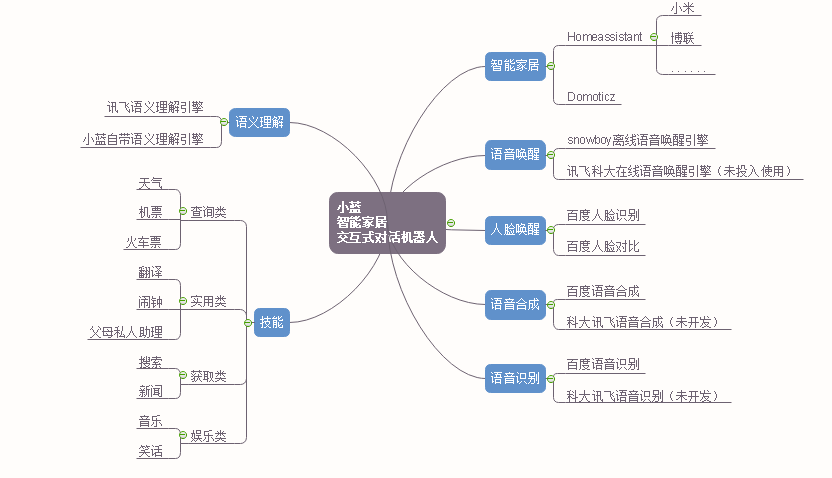 小蓝
智能家居
交互式对话机器人
智能家居
Homeassistant
小米
博联
......
Domoticz
语音唤醒
snowboy离线语音唤醒引擎
讯飞科大在线语音唤醒引擎（未投入使用）
人脸唤醒
百度人脸识别
百度人脸对比
语音合成
百度语音合成
科大讯飞语音合成（未开发）
语音识别
百度语音识别
科大讯飞语音识别（未开发）
语义理解
讯飞语义理解引擎
小蓝自带语义理解引擎
技能
查询类
天气
机票
火车票
实用类
翻译
闹钟
父母私人助理
获取类
搜索
新闻
娱乐类
音乐
笑话